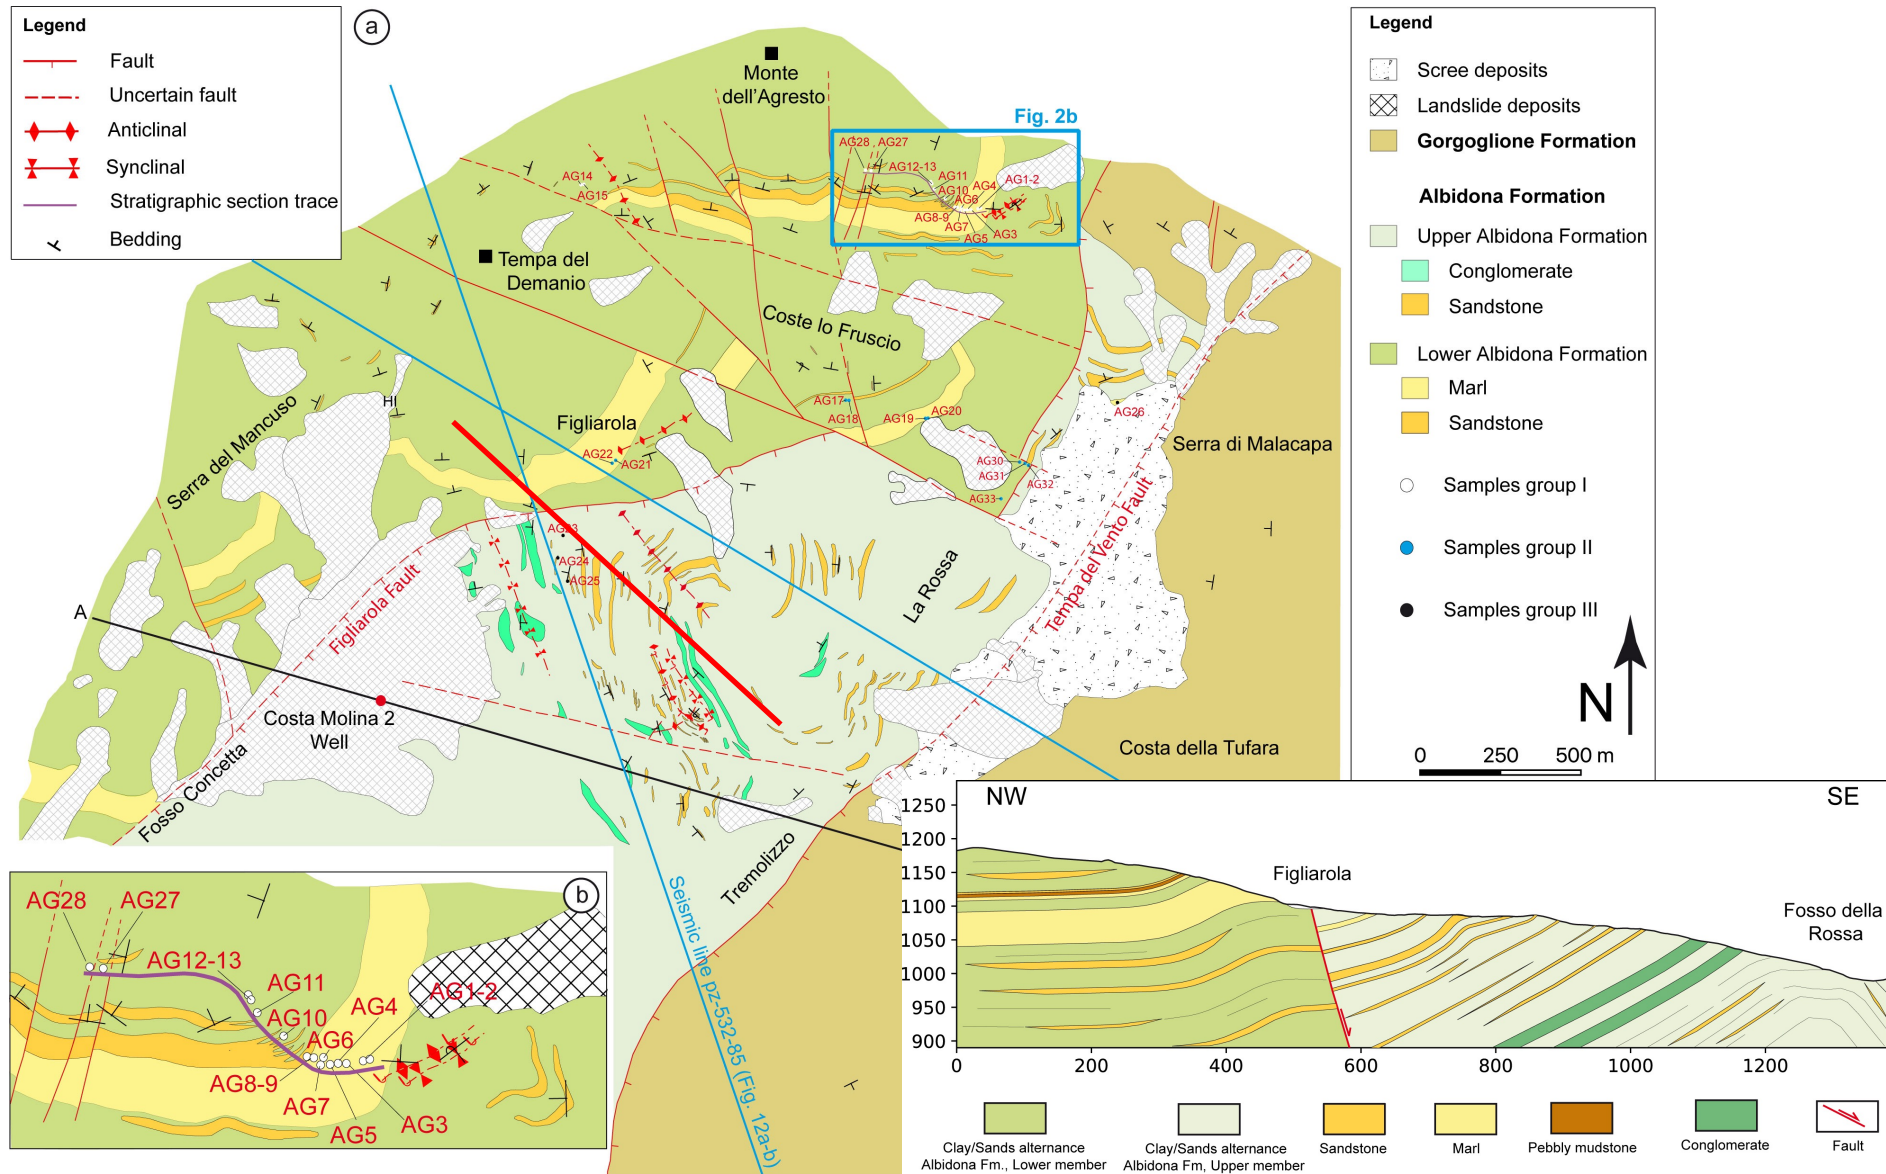 Legend
Fault
Uncertain fault
Anticlinal
Synclinal
Stratigraphic section trace
Bedding
a
Monte
dell'Agresto
Fig. 2b
AG28
AG27
AG12-13
AG11
AG10
AG4
AG1-2
AG6
AG8-9
AG7
AG5
AG3
AG14
AG15
Tempa del
Demanio
Coste lo Fruscio
Serra del Mancuso
HI
Figliarola
AG17
AG18
AG19
AG20
AG22
AG21
AG26
AG30
AG31
AG32
AG33
Serra di Malacapa
AG23
AG24
AG25
La Rossa
Tempa del Vento Fault
Figliarola Fault
A
Costa Molina 2
Well
Fosso Concetta
Costa della Tufara
Tremolizzo
Seismic line pz-532-85 (Fig. 12a-b)
Legend
Scree deposits
Landslide deposits
Gorgoglione Formation
Albidona Formation
Upper Albidona Formation
Conglomerate
Sandstone
Lower Albidona Formation
Marl
Sandstone
Samples group I
Samples group II
Samples group III
N
0 250 500 m
b
AG28
AG27
AG12-13
AG11
AG10
AG4
AG1-2
AG6
AG8-9
AG7
AG5
AG3
NW
SE
Figliarola
Fosso della
Rossa
1250
1200
1150
1100
1050
1000
950
900
0 200 400 600 800 1000 1200
Clay/Sands alternance
Albidona Fm., Lower member
Clay/Sands alternance
Albidona Fm, Upper member
Sandstone
Marl
Pebbly mudstone
Conglomerate
Fault